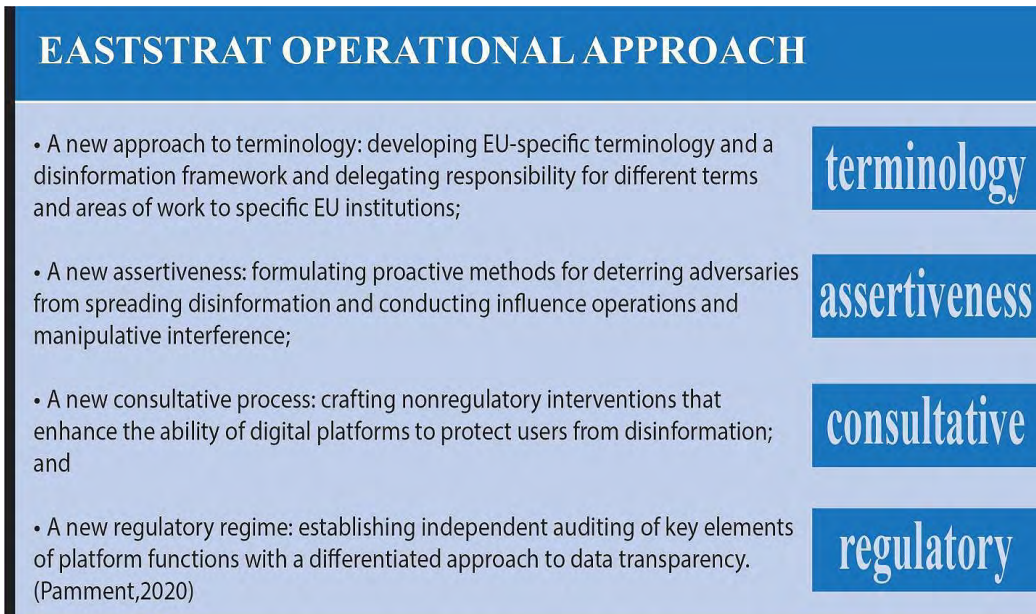 EASTSTRAT OPERATIONAL APPROACH
• A new approach to terminology: developing EU-specific terminology and a
disinformation framework and delegating responsibility for different terms
and areas of work to specific EU institutions;
terminology
• A new assertiveness: formulating proactive methods for deterring adversaries
from spreading disinformation and conducting influence operations and
manipulative interference;
assertiveness
• A new consultative process: crafting nonregulatory interventions that
enhance the ability of digital platforms to protect users from disinformation;
and
consultative
• A new regulatory regime: establishing independent auditing of key elements
of platform functions with a differentiated approach to data transparency.
(Pamment,2020)
regulatory